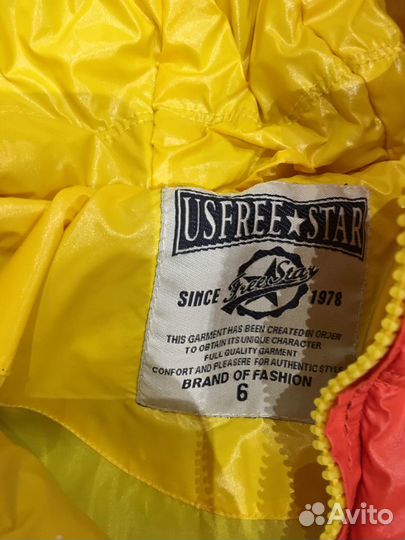 USFREE★STAR
Free Star
SINCE 1978
THIS GARMENT HAS BEEN CREATED IN ORDER
TO OBTAIN ITS UNIQUE CHARACTER
FULL QUALITY GARMENT
COMFORT AND PLEASERE FOR AUTHENTIC STYLE
BRAND OF FASHION
6
Avito